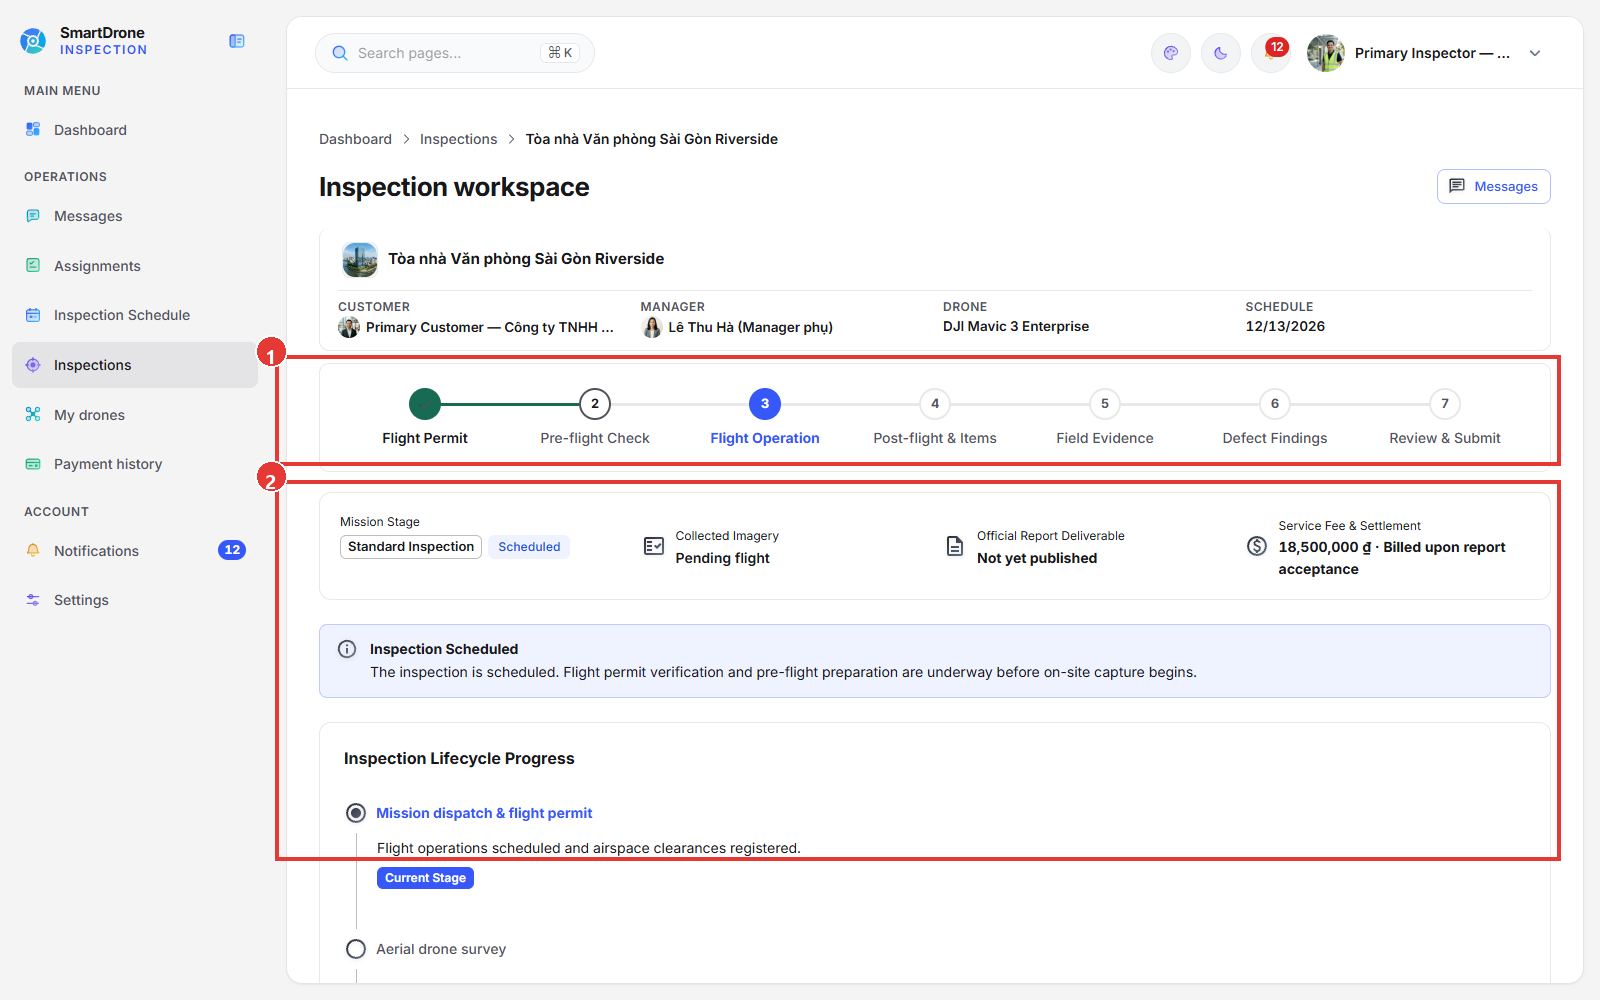 SmartDrone
INSPECTION
MAIN MENU
Dashboard
OPERATIONS
Messages
Assignments
Inspection Schedule
Inspections
My drones
Payment history
ACCOUNT
Notifications 12
Settings
Search pages... ⌘ K
12
Primary Inspector — ...
Dashboard > Inspections > Tòa nhà Văn phòng Sài Gòn Riverside
Inspection workspace
Messages
Tòa nhà Văn phòng Sài Gòn Riverside
CUSTOMER
Primary Customer — Công ty TNHH ...
MANAGER
Lê Thu Hà (Manager phụ)
DRONE
DJI Mavic 3 Enterprise
SCHEDULE
12/13/2026
1
2 3 4 5 6 7
Flight Permit Pre-flight Check Flight Operation Post-flight & Items Field Evidence Defect Findings Review & Submit
2
Mission Stage
Standard Inspection Scheduled
Collected Imagery
Pending flight
Official Report Deliverable
Not yet published
Service Fee & Settlement
18,500,000 ₫ · Billed upon report
acceptance
Inspection Scheduled
The inspection is scheduled. Flight permit verification and pre-flight preparation are underway before on-site capture begins.
Inspection Lifecycle Progress
Mission dispatch & flight permit
Flight operations scheduled and airspace clearances registered.
Current Stage
Aerial drone survey